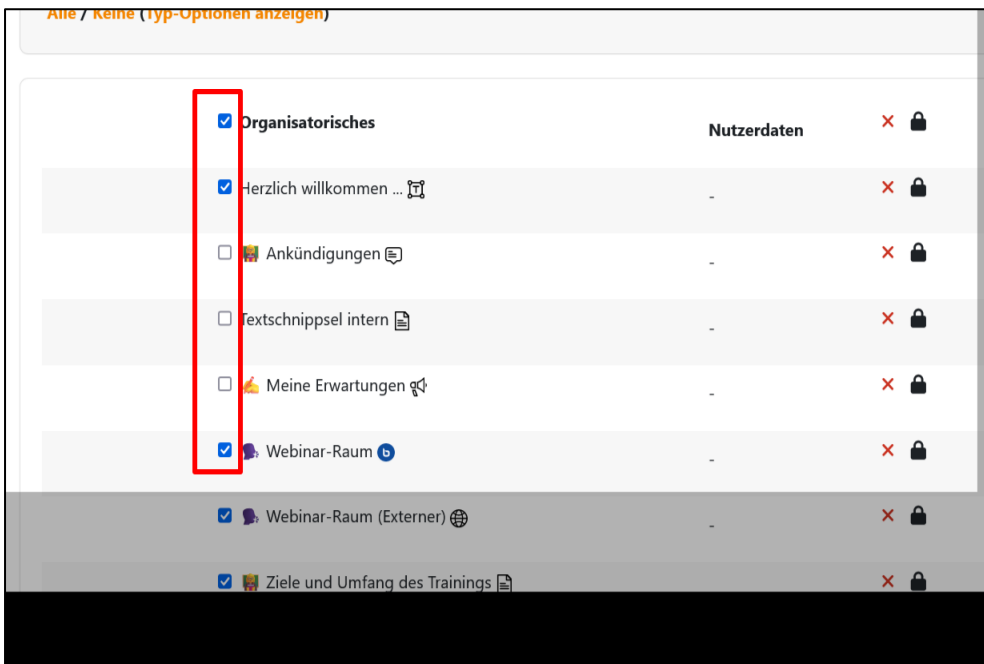 Alle / Keine (Typ-Optionen anzeigen)
Organisatorisches
Nutzerdaten
Herzlich willkommen ...
-
Ankündigungen
-
Textschnippsel intern
-
Meine Erwartungen
-
Webinar-Raum
-
Webinar-Raum (Externer)
-
Ziele und Umfang des Trainings